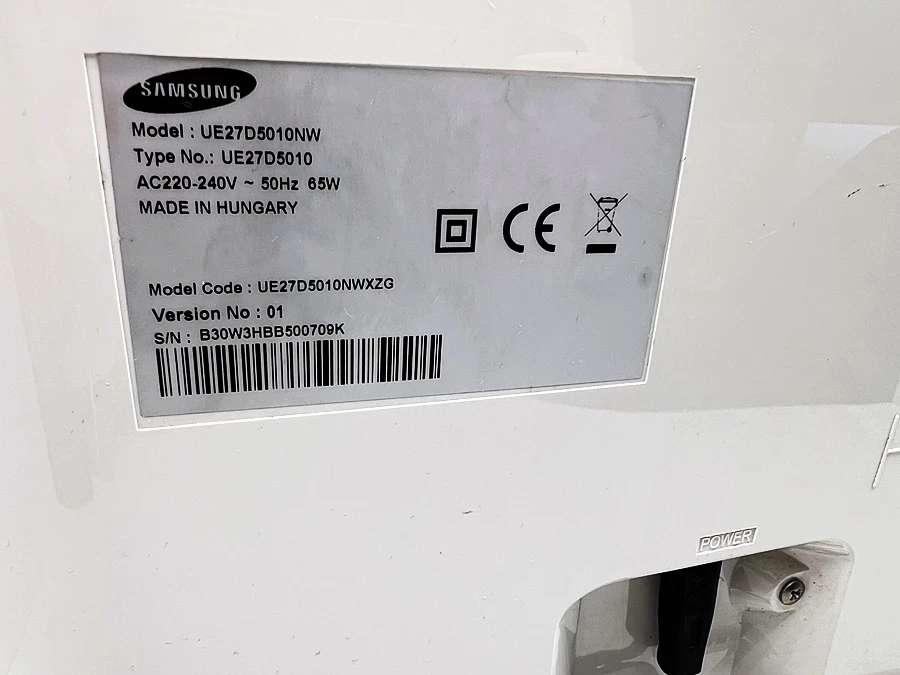 SAMSUNG
Model : UE27D5010NW
Type No.: UE27D5010
AC220-240V ~ 50Hz 65W
MADE IN HUNGARY
CE
Model Code : UE27D5010NWXZG
Version No : 01
S/N : B30W3HBB500709K
POWER